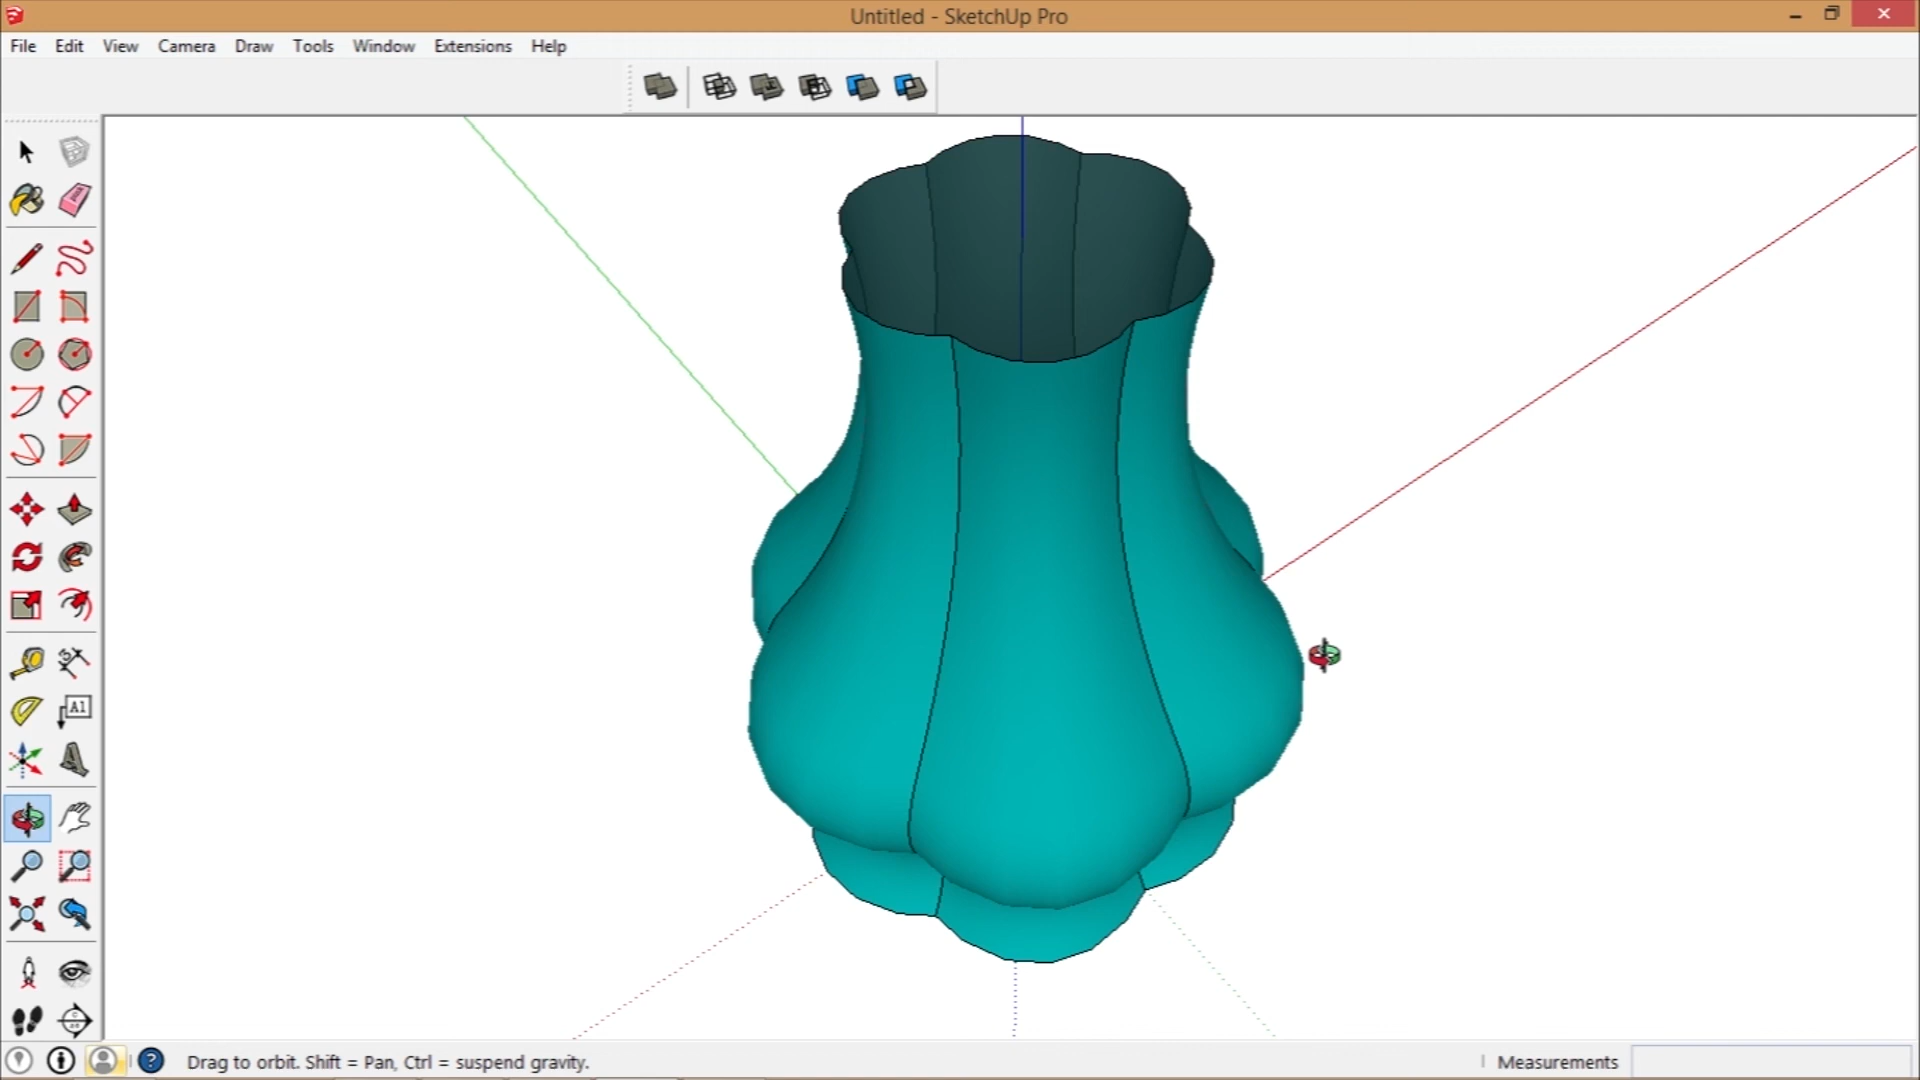 Untitled - SketchUp Pro
File Edit View Camera Draw Tools Window Extensions Help
A1
Drag to orbit. Shift = Pan, Ctrl = suspend gravity.
Measurements